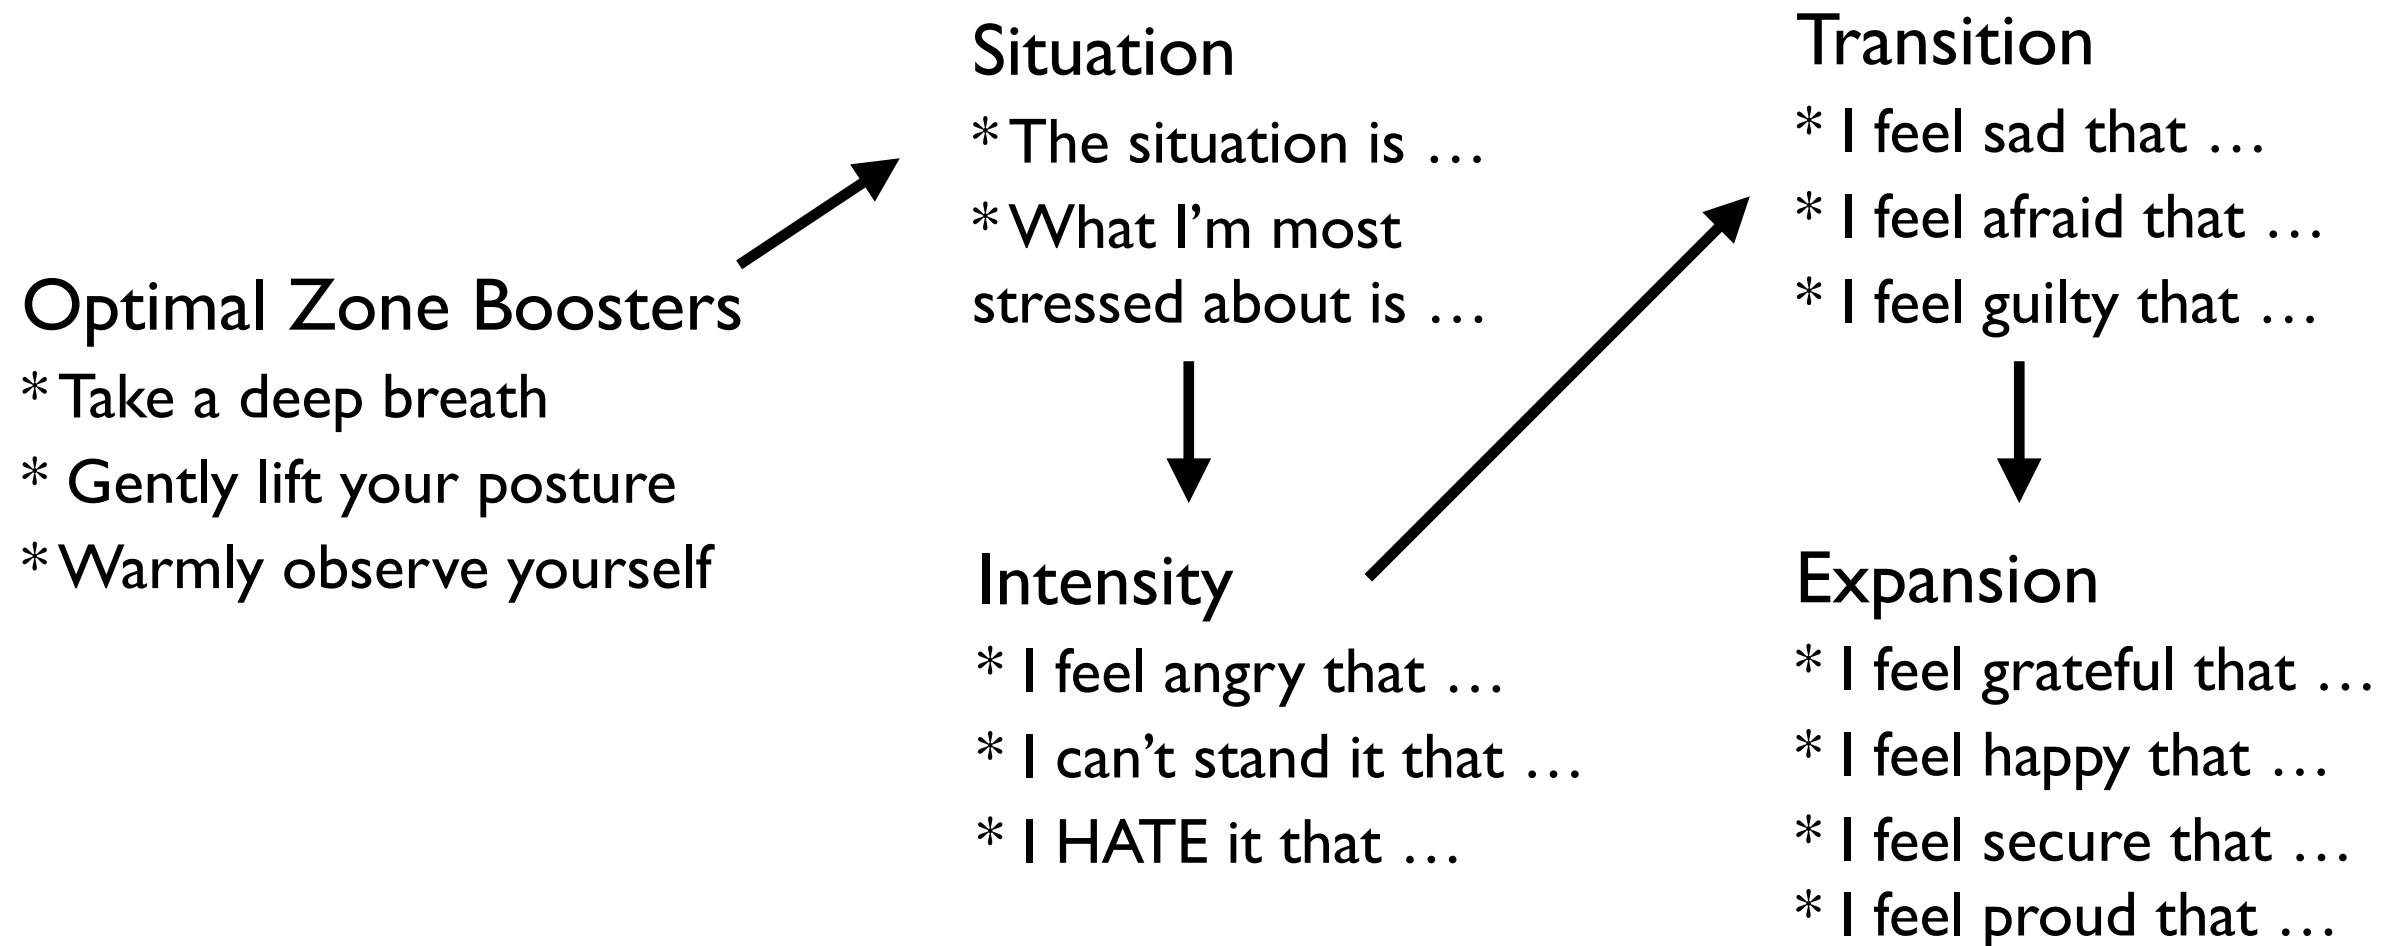 Optimal Zone Boosters
* Take a deep breath
* Gently lift your posture
* Warmly observe yourself
Situation
* The situation is …
* What I’m most
stressed about is …
Intensity
* I feel angry that …
* I can’t stand it that …
* I HATE it that …
Transition
* I feel sad that …
* I feel afraid that …
* I feel guilty that …
Expansion
* I feel grateful that …
* I feel happy that …
* I feel secure that …
* I feel proud that …